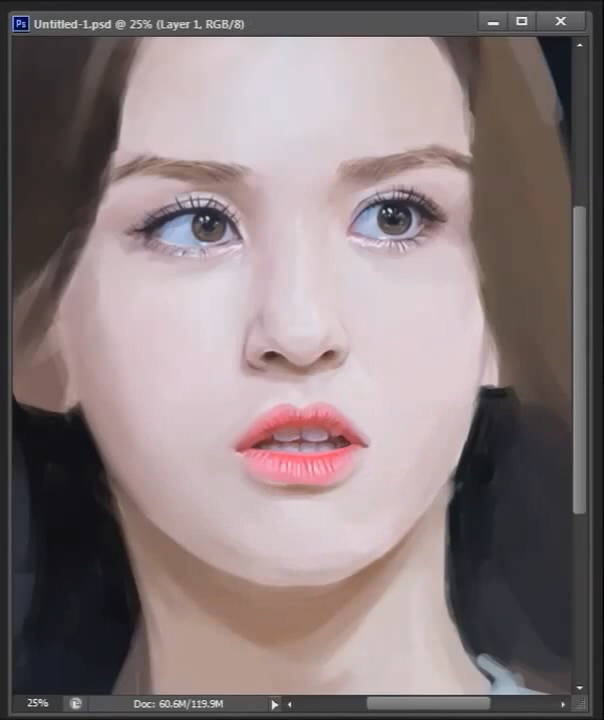 Ps Untitled-1.psd @ 25% (Layer 1, RGB/8)
25% Doc: 60.6M/119.9M